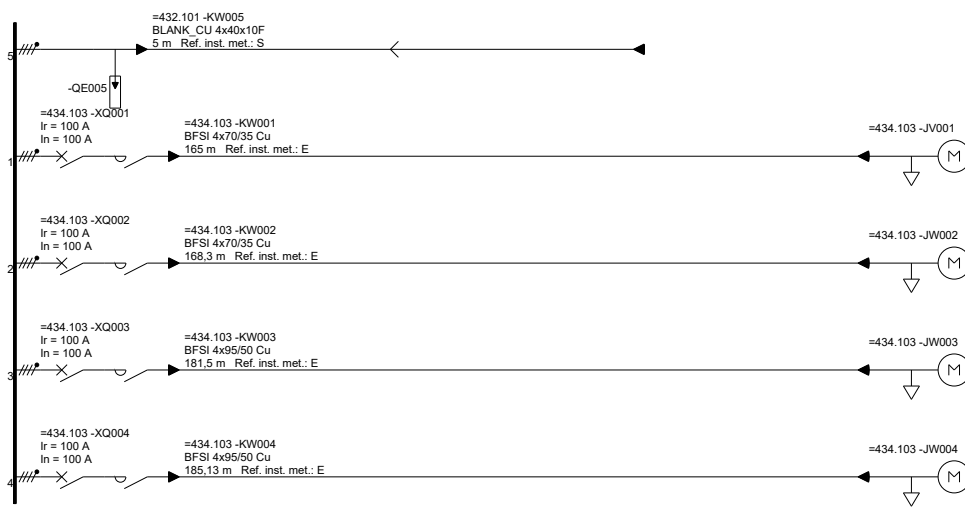 =432.101 -KW005
BLANK_CU 4x40x10F
5 m Ref. inst. met.: S
5
-QE005
=434.103 -XQ001
Ir = 100 A
In = 100 A
=434.103 -KW001
BFSI 4x70/35 Cu
165 m Ref. inst. met.: E
=434.103 -JV001
1
M
=434.103 -XQ002
Ir = 100 A
In = 100 A
=434.103 -KW002
BFSI 4x70/35 Cu
168,3 m Ref. inst. met.: E
=434.103 -JW002
2
M
=434.103 -XQ003
Ir = 100 A
In = 100 A
=434.103 -KW003
BFSI 4x95/50 Cu
181,5 m Ref. inst. met.: E
=434.103 -JW003
3
M
=434.103 -XQ004
Ir = 100 A
In = 100 A
=434.103 -KW004
BFSI 4x95/50 Cu
185,13 m Ref. inst. met.: E
=434.103 -JW004
4
M